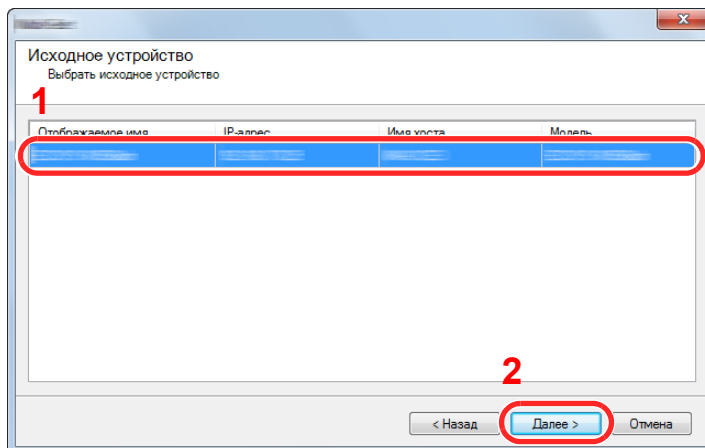 Исходное устройство
Выбрать исходное устройство
1
Отображаемое имя IP-адрес Имя хоста Модель
2
< Назад Далее > Отмена